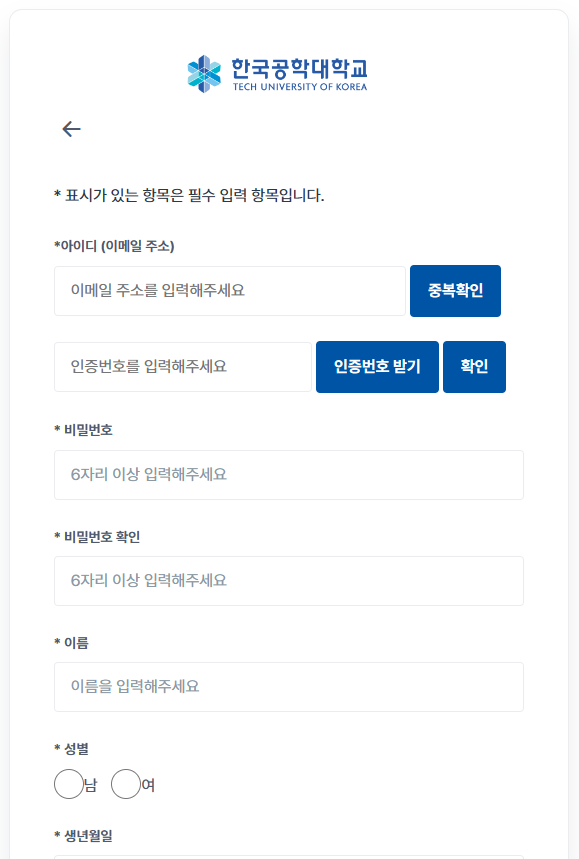 한국공학대학교
TECH UNIVERSITY OF KOREA
* 표시가 있는 항목은 필수 입력 항목입니다.
*아이디 (이메일 주소)
이메일 주소를 입력해주세요 중복확인
인증번호를 입력해주세요 인증번호 받기 확인
* 비밀번호
6자리 이상 입력해주세요
* 비밀번호 확인
6자리 이상 입력해주세요
* 이름
이름을 입력해주세요
* 성별
남 여
* 생년월일